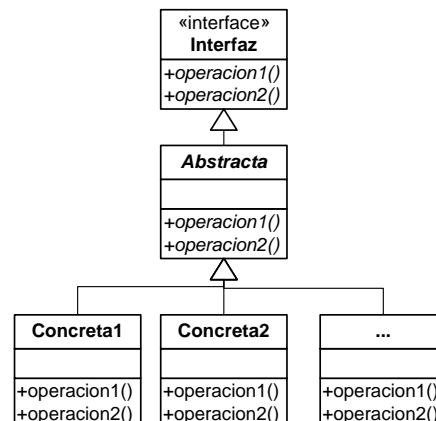 «interface»
Interfaz
+operacion1()
+operacion2()
Abstracta
+operacion1()
+operacion2()
Concreta1
+operacion1()
+operacion2()
Concreta2
+operacion1()
+operacion2()
...
+operacion1()
+operacion2()